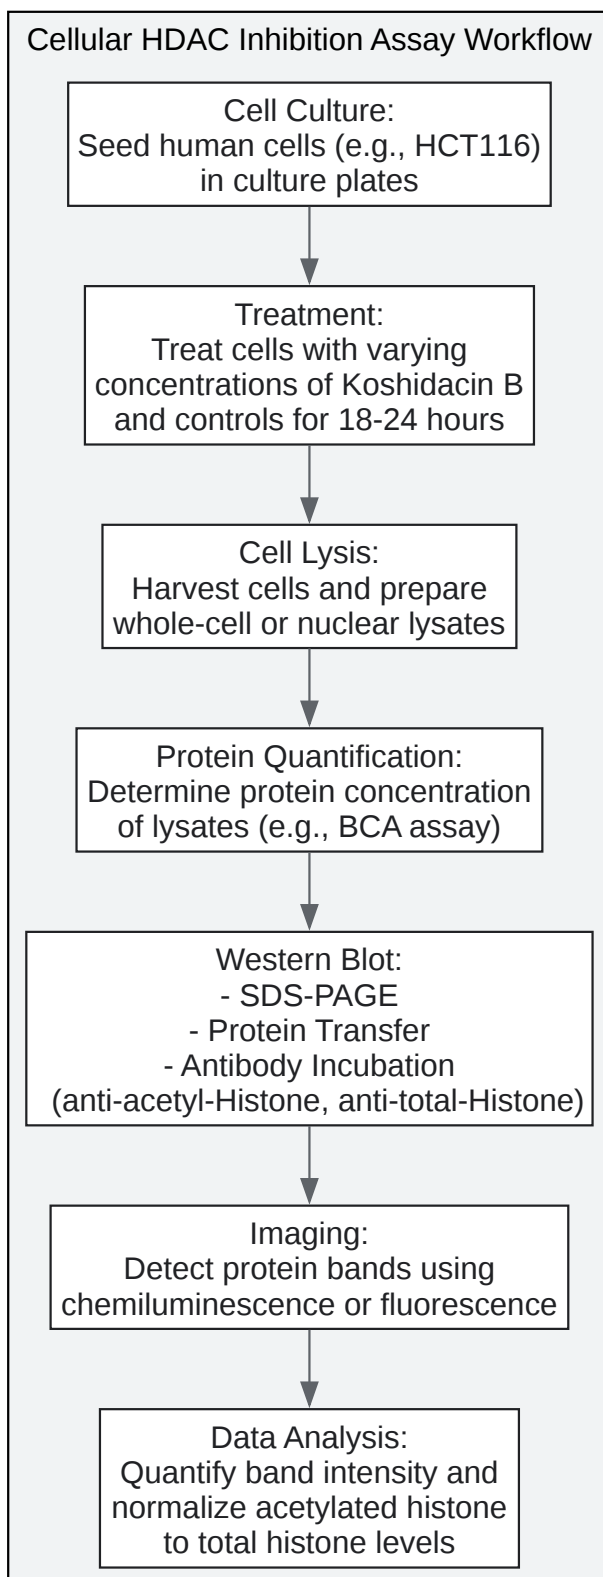 Cellular HDAC Inhibition Assay Workflow
Cell Culture:
Seed human cells (e.g., HCT116)
in culture plates
Treatment:
Treat cells with varying
concentrations of Koshidacin B
and controls for 18-24 hours
Cell Lysis:
Harvest cells and prepare
whole-cell or nuclear lysates
Protein Quantification:
Determine protein concentration
of lysates (e.g., BCA assay)
Western Blot:
- SDS-PAGE
- Protein Transfer
- Antibody Incubation
(anti-acetyl-Histone, anti-total-Histone)
Imaging:
Detect protein bands using
chemiluminescence or fluorescence
Data Analysis:
Quantify band intensity and
normalize acetylated histone
to total histone levels